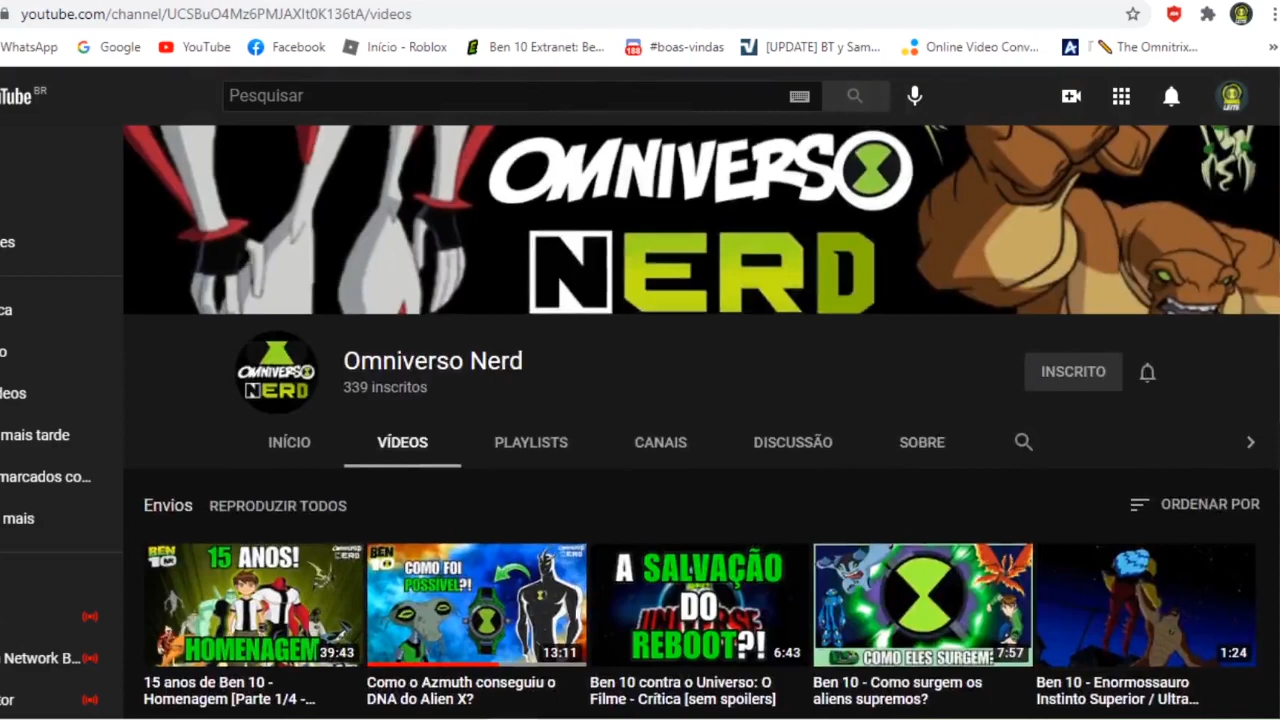 youtube.com/channel/UCSBuO4Mz6PMJAXIt0K136tA/videos
WhatsApp Google YouTube Facebook Início - Roblox Ben 10 Extranet: Be... #boas-vindas [UPDATE] BT y Sam... Online Video Conv... The Omnitrix... »
Tube BR
Pesquisar
OMNIVERSO
NERD
es
ca
o
deos
mais tarde
marcados co...
mais
Network B...
tor
OMNIVERSO
NERD
Omniverso Nerd
339 inscritos
INSCRITO
INÍCIO VÍDEOS PLAYLISTS CANAIS DISCUSSÃO SOBRE
Envios REPRODUZIR TODOS
ORDENAR POR
BEN 10
15 ANOS!
HOMENAGEM
39:43
BEN 10
COMO FOI
POSSÍVEL?!
13:11
A SALVAÇÃO
DO
REBOOT?!
6:43
COMO ELES SURGEM?
7:57
1:24
15 anos de Ben 10 -
Homenagem [Parte 1/4 -...
Como o Azmuth conseguiu o
DNA do Alien X?
Ben 10 contra o Universo: O
Filme - Crítica [sem spoilers]
Ben 10 - Como surgem os
aliens supremos?
Ben 10 - Enormossauro
Instinto Superior / Ultra...